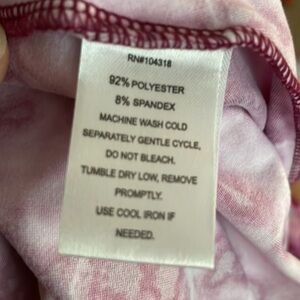 RN#104318
92% POLYESTER
8% SPANDEX
MACHINE WASH COLD
SEPARATELY GENTLE CYCLE,
DO NOT BLEACH.
TUMBLE DRY LOW, REMOVE
PROMPTLY.
USE COOL IRON IF
NEEDED.